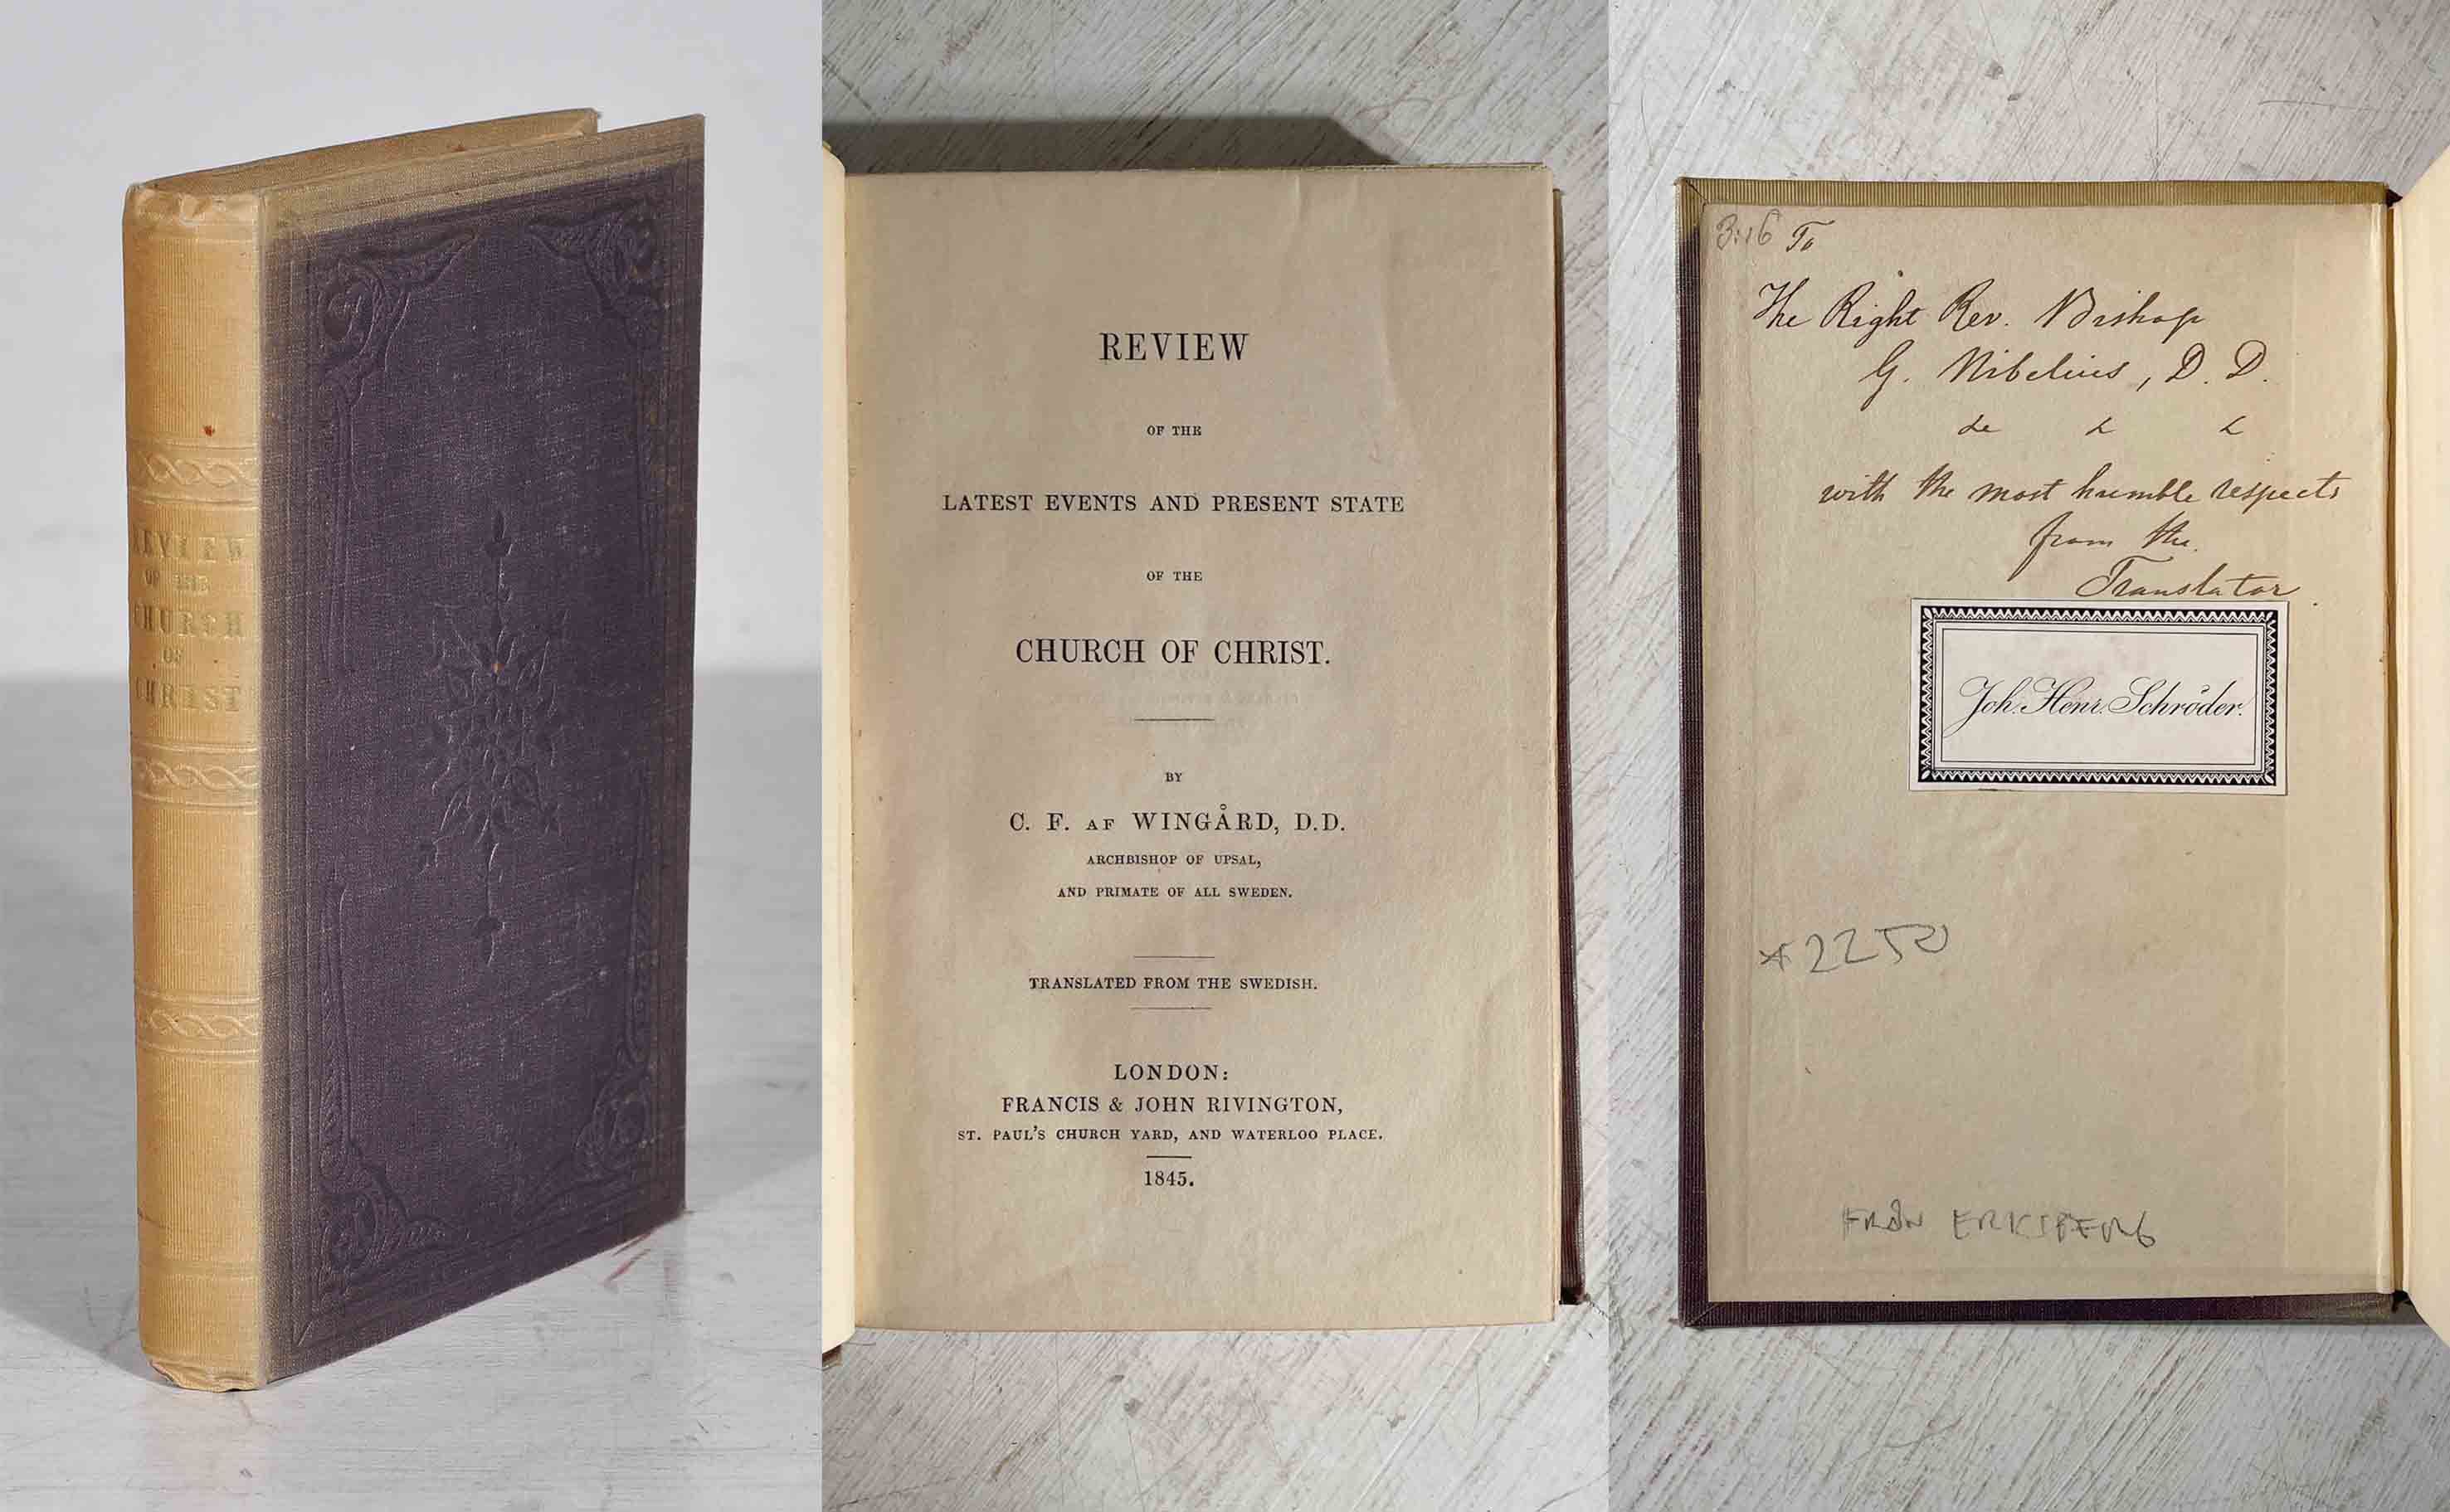 REVIEW
OF THE
CHURCH
OF
CHRIST
REVIEW
OF THE
LATEST EVENTS AND PRESENT STATE
OF THE
CHURCH OF CHRIST.
BY
C. F. AF WINGÅRD, D.D.
ARCHBISHOP OF UPSAL,
AND PRIMATE OF ALL SWEDEN.
TRANSLATED FROM THE SWEDISH.
LONDON:
FRANCIS & JOHN RIVINGTON,
ST. PAUL'S CHURCH YARD, AND WATERLOO PLACE.
1845.
3:16 To
The Right Rev. Bishop
G. Nibelius, D. D.
with the most humble respects
from the
Translator.
Joh. Henr. Schröder.
2250
FRÅN